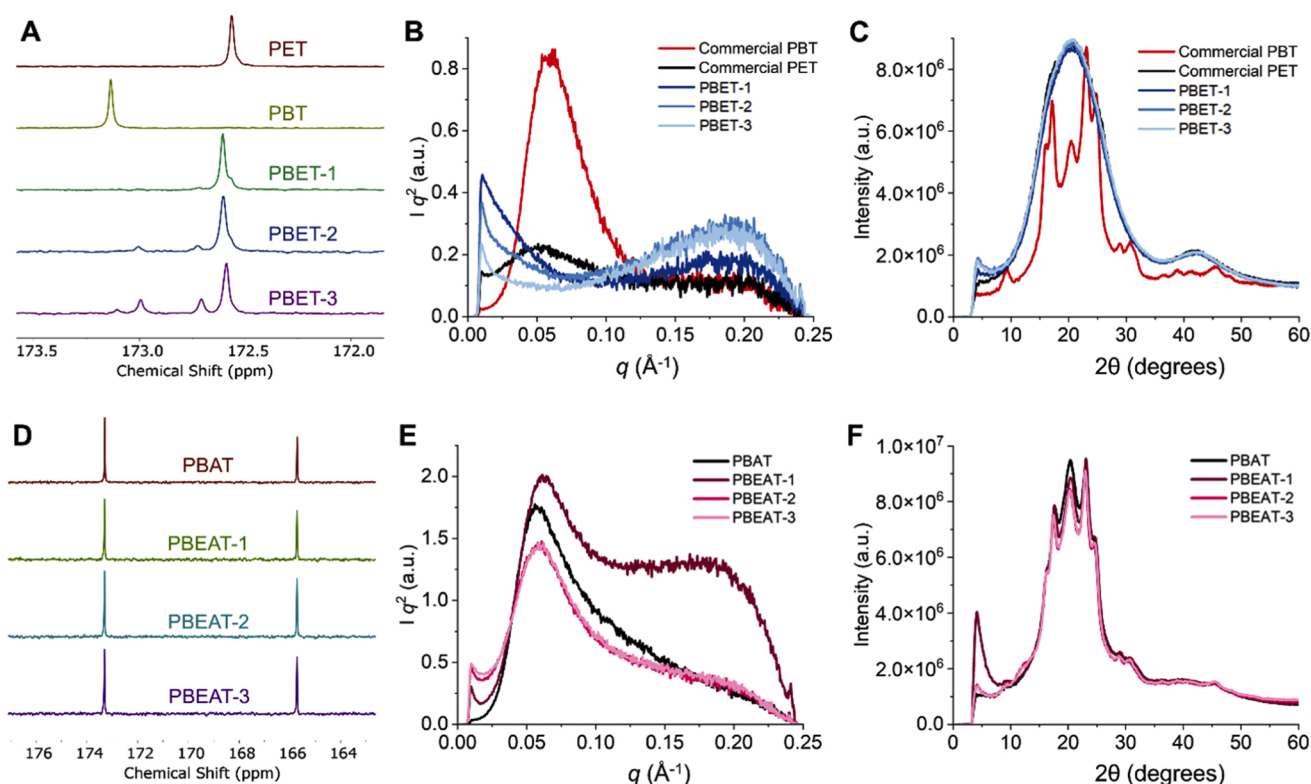 A
PET
PBT
PBET-1
PBET-2
PBET-3
173.5 173.0 172.5 172.0
Chemical Shift (ppm)
B
Commercial PBT
Commercial PET
PBET-1
PBET-2
PBET-3
I q² (a.u.)
0.8
0.6
0.4
0.2
0.0
0.00 0.05 0.10 0.15 0.20 0.25
q (Å⁻¹)
C
Commercial PBT
Commercial PET
PBET-1
PBET-2
PBET-3
Intensity (a.u.)
8.0×10⁶
6.0×10⁶
4.0×10⁶
2.0×10⁶
0.0
0 10 20 30 40 50 60
2θ (degrees)
D
PBAT
PBEAT-1
PBEAT-2
PBEAT-3
176 174 172 170 168 166 164
Chemical Shift (ppm)
E
PBAT
PBEAT-1
PBEAT-2
PBEAT-3
I q² (a.u.)
2.0
1.5
1.0
0.5
0.0
0.00 0.05 0.10 0.15 0.20 0.25
q (Å⁻¹)
F
PBAT
PBEAT-1
PBEAT-2
PBEAT-3
Intensity (a.u.)
1.0×10⁷
8.0×10⁶
6.0×10⁶
4.0×10⁶
2.0×10⁶
0.0
0 10 20 30 40 50 60
2θ (degrees)